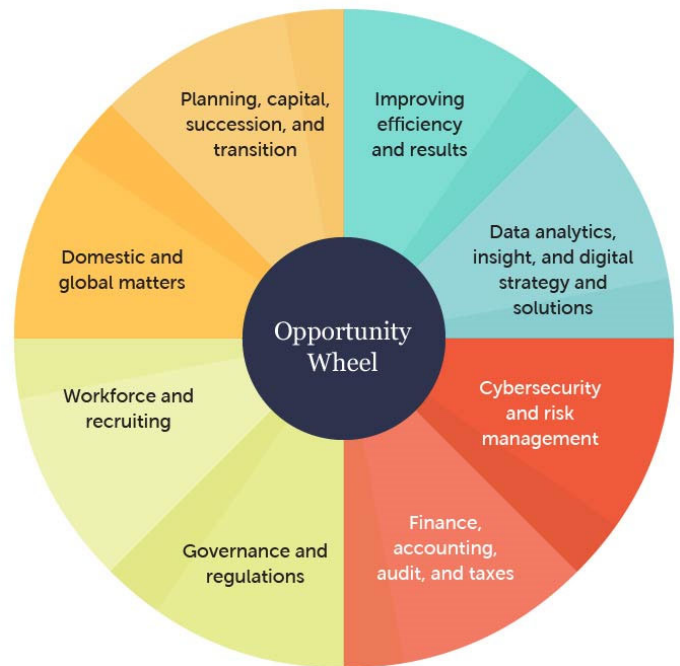 Planning, capital,
succession, and
transition
Improving
efficiency
and results
Data analytics,
insight, and digital
strategy and
solutions
Cybersecurity
and risk
management
Finance,
accounting,
audit, and taxes
Governance and
regulations
Workforce and
recruiting
Domestic and
global matters
Opportunity
Wheel